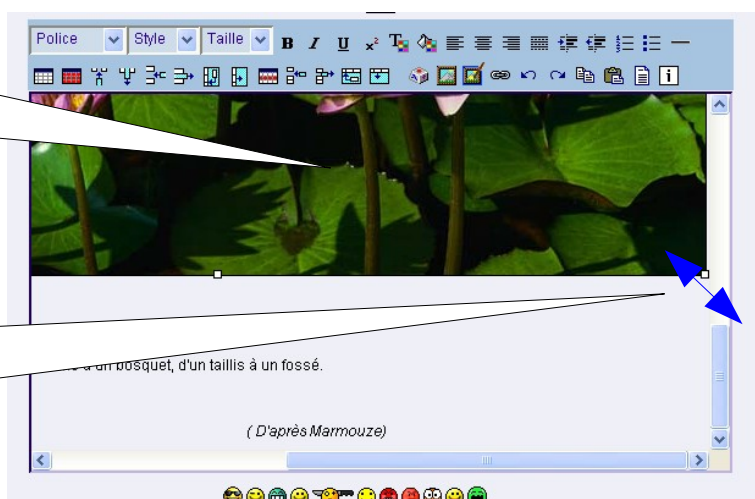 Police Style Taille B I U x²
un bosquet, d'un taillis à un fossé.
( D'après Marmouze)